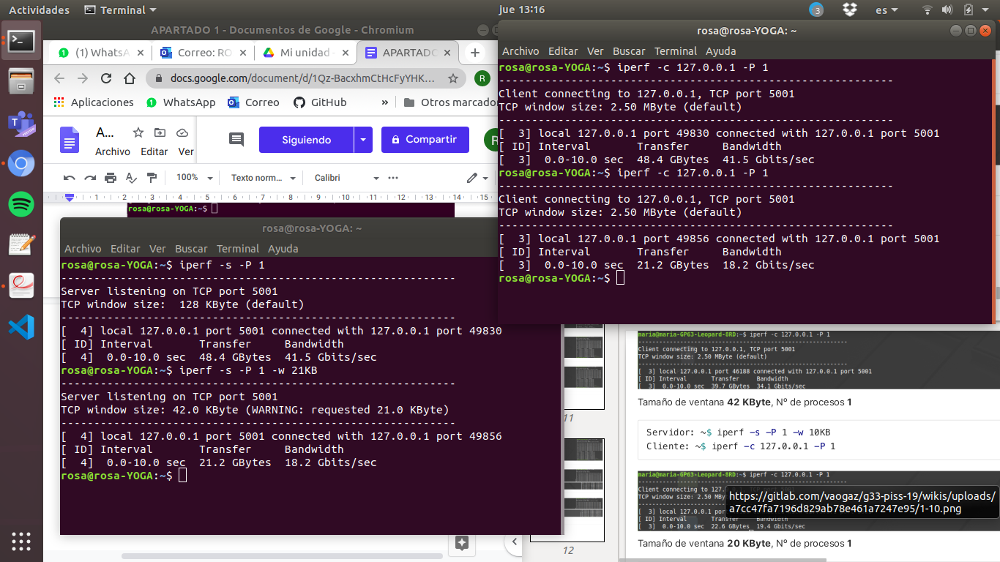 Actividades
Terminal
jue 13:16
3
es
APARTADO 1 - Documentos de Google - Chromium
(1) WhatsA
Correo: RO
Mi unidad -
APARTADO
docs.google.com/document/d/1Qz-BacxhmCtHcFyYHK...
R
Aplicaciones
WhatsApp
Correo
GitHub
»
Otros marcado
A...
Archivo Editar Ver
Siguiendo
Compartir
100%
Texto norm...
Calibri
1 2 3 4 5 6 7 8 9 10 11 12 13 14 15
rosa@rosa-YOGA:~$
rosa@rosa-YOGA: ~
Archivo Editar Ver Buscar Terminal Ayuda
rosa@rosa-YOGA:~$ iperf -s -P 1
------------------------------------------------------------
Server listening on TCP port 5001
TCP window size:  128 KByte (default)
------------------------------------------------------------
[  4] local 127.0.0.1 port 5001 connected with 127.0.0.1 port 49830
[ ID] Interval       Transfer     Bandwidth
[  4]  0.0-10.0 sec  48.4 GBytes  41.5 Gbits/sec
rosa@rosa-YOGA:~$ iperf -s -P 1 -w 21KB
------------------------------------------------------------
Server listening on TCP port 5001
TCP window size: 42.0 KByte (WARNING: requested 21.0 KByte)
------------------------------------------------------------
[  4] local 127.0.0.1 port 5001 connected with 127.0.0.1 port 49856
[ ID] Interval       Transfer     Bandwidth
[  4]  0.0-10.0 sec  21.2 GBytes  18.2 Gbits/sec
rosa@rosa-YOGA:~$
rosa@rosa-YOGA: ~
Archivo Editar Ver Buscar Terminal Ayuda
rosa@rosa-YOGA:~$ iperf -c 127.0.0.1 -P 1
------------------------------------------------------------
Client connecting to 127.0.0.1, TCP port 5001
TCP window size: 2.50 MByte (default)
------------------------------------------------------------
[  3] local 127.0.0.1 port 49830 connected with 127.0.0.1 port 5001
[ ID] Interval       Transfer     Bandwidth
[  3]  0.0-10.0 sec  48.4 GBytes  41.5 Gbits/sec
rosa@rosa-YOGA:~$ iperf -c 127.0.0.1 -P 1
------------------------------------------------------------
Client connecting to 127.0.0.1, TCP port 5001
TCP window size: 2.50 MByte (default)
------------------------------------------------------------
[  3] local 127.0.0.1 port 49856 connected with 127.0.0.1 port 5001
[ ID] Interval       Transfer     Bandwidth
[  3]  0.0-10.0 sec  21.2 GBytes  18.2 Gbits/sec
rosa@rosa-YOGA:~$
11
12
maria@maria-GP63-Leopard-8RD:~$ iperf -c 127.0.0.1 -P 1
Client connecting to 127.0.0.1, TCP port 5001
TCP window size: 2.50 MByte (default)
[  3] local 127.0.0.1 port 46188 connected with 127.0.0.1 port 5001
[ ID] Interval       Transfer     Bandwidth
[  3]  0.0-10.0 sec  39.7 GBytes  34.1 Gbits/sec
Tamaño de ventana 42 KByte, Nº de procesos 1
Servidor: ~$ iperf -s -P 1 -w 10KB
Cliente: ~$ iperf -c 127.0.0.1 -P 1
maria@maria-GP63-Leopard-8RD:~$ iperf -c 127.0.0.1 -P 1
Client connecting to 127.0.0.1, TCP port 5001
TCP window size: 2.50 MBy
[  3] local 127.0.0.1 por
[ ID] Interval       Transfer     Bandwidth
[  3]  0.0-10.0 sec  22.6 GBytes  19.4 Gbits/sec
https://gitlab.com/vaogaz/g33-piss-19/wikis/uploads/
a7cc47fa7196d829ab78e461a7247e95/1-10.png
Tamaño de ventana 20 KByte, Nº de procesos 1